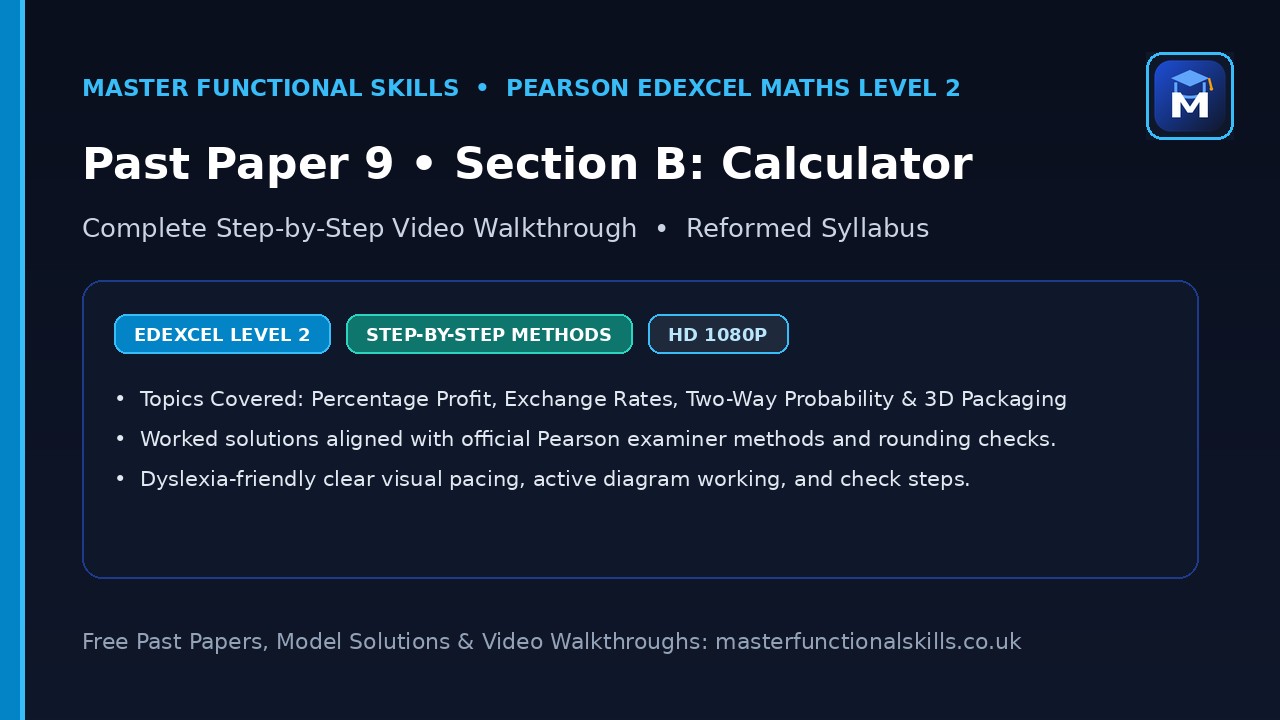 MASTER FUNCTIONAL SKILLS • PEARSON EDEXCEL MATHS LEVEL 2
M
Past Paper 9 • Section B: Calculator
Complete Step-by-Step Video Walkthrough • Reformed Syllabus
EDEXCEL LEVEL 2 STEP-BY-STEP METHODS HD 1080P
• Topics Covered: Percentage Profit, Exchange Rates, Two-Way Probability & 3D Packaging
• Worked solutions aligned with official Pearson examiner methods and rounding checks.
• Dyslexia-friendly clear visual pacing, active diagram working, and check steps.
Free Past Papers, Model Solutions & Video Walkthroughs: masterfunctionalskills.co.uk